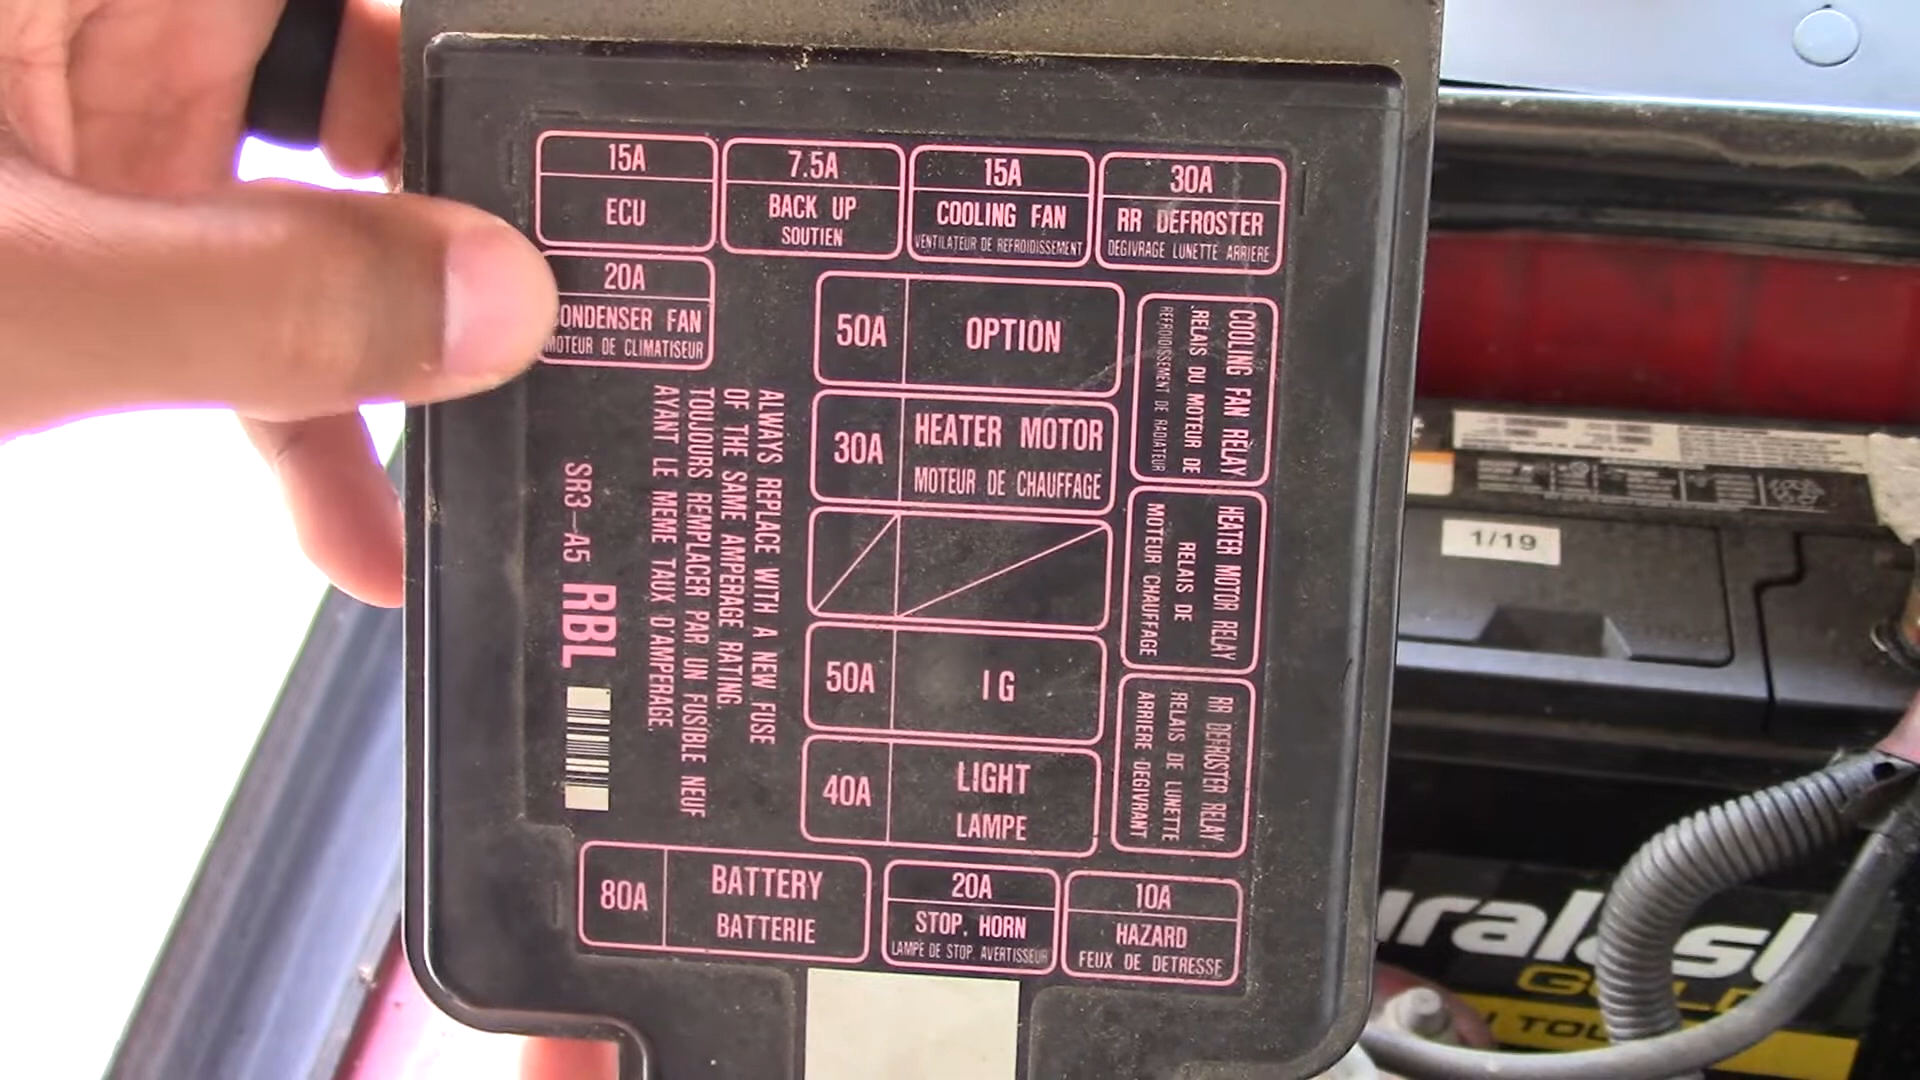 15A
ECU
7.5A
BACK UP
SOUTIEN
15A
COOLING FAN
VENTILATEUR DE REFROIDISSEMENT
30A
RR DEFROSTER
DEGIVRAGE LUNETTE ARRIERE
20A
ONDENSER FAN
MOTEUR DE CLIMATISEUR
50A
OPTION
30A
HEATER MOTOR
MOTEUR DE CHAUFFAGE
50A
IG
40A
LIGHT
LAMPE
COOLING FAN RELAY
RELAIS DU MOTEUR DE
REFROIDISSEMENT DE RADIATEUR
HEATER MOTOR RELAY
RELAIS DE
MOTEUR CHAUFFAGE
RR DEFROSTER RELAY
RELAIS DE LUNETTE
ARRIERE DEGIVRANT
ALWAYS REPLACE WITH A NEW FUSE
OF THE SAME AMPERAGE RATING.
TOUJOURS REMPLACER PAR UN FUSIBLE NEUF
AYANT LE MEME TAUX D'AMPERAGE.
SR3-A5 RBL
80A
BATTERY
BATTERIE
20A
STOP. HORN
LAMPE DE STOP. AVERTISSEUR
10A
HAZARD
FEUX DE DETRESSE
1/19
uralast
GOLD